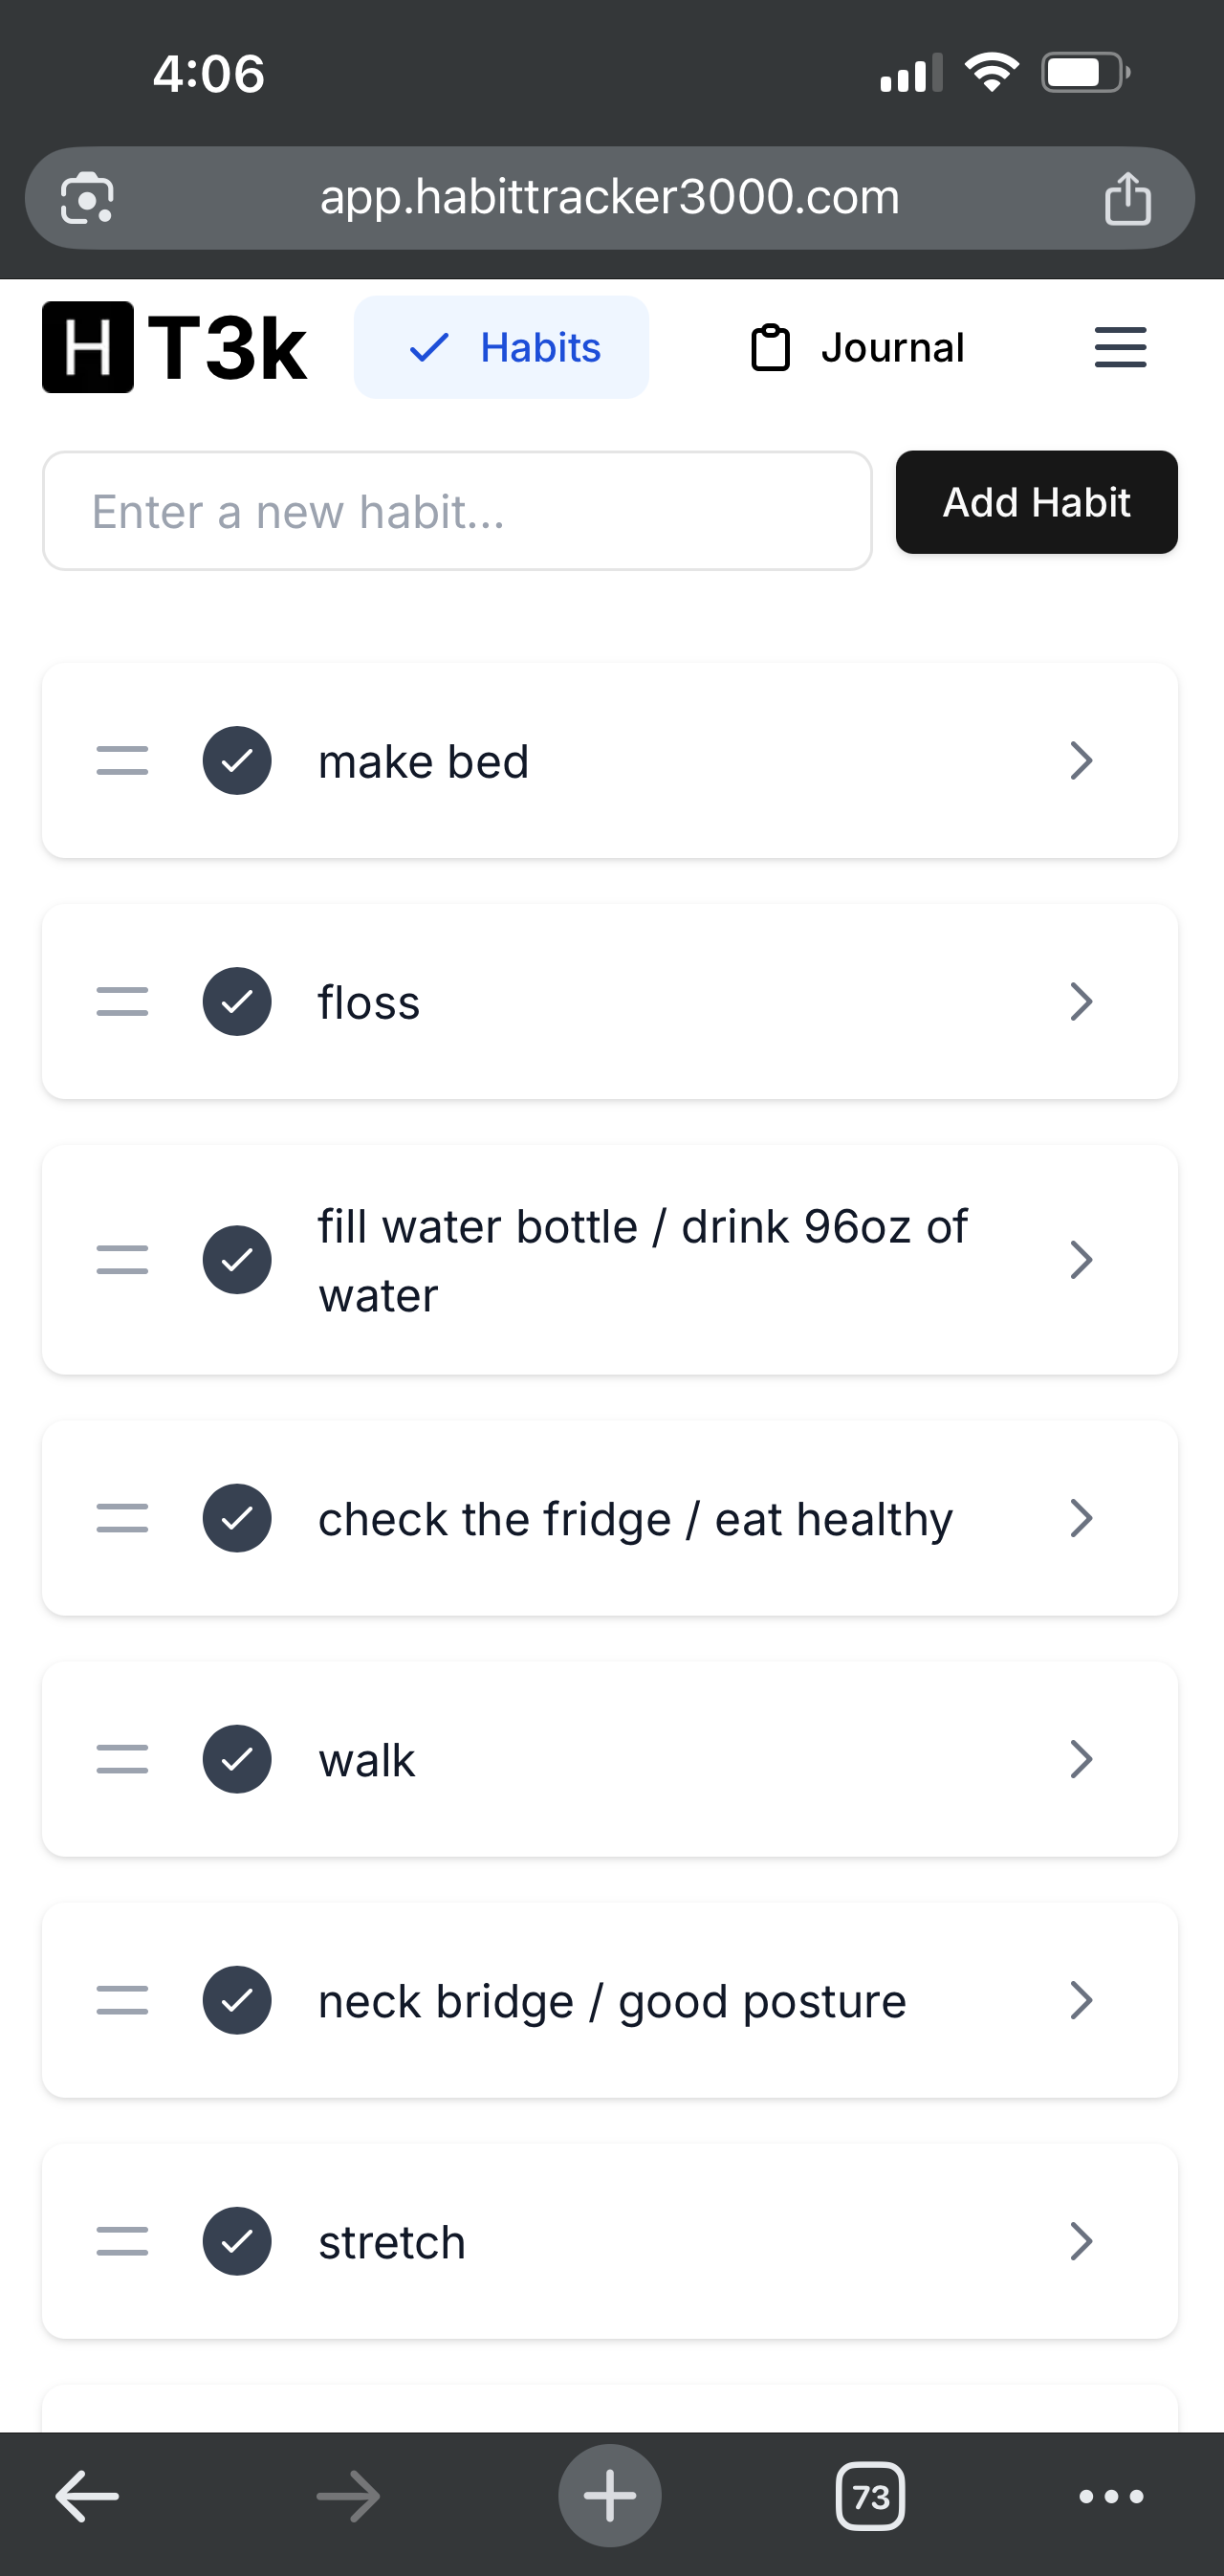 4:06
app.habittracker3000.com
H T3k
Habits
Journal
Enter a new habit...
Add Habit
make bed
floss
fill water bottle / drink 96oz of
water
check the fridge / eat healthy
walk
neck bridge / good posture
stretch
73